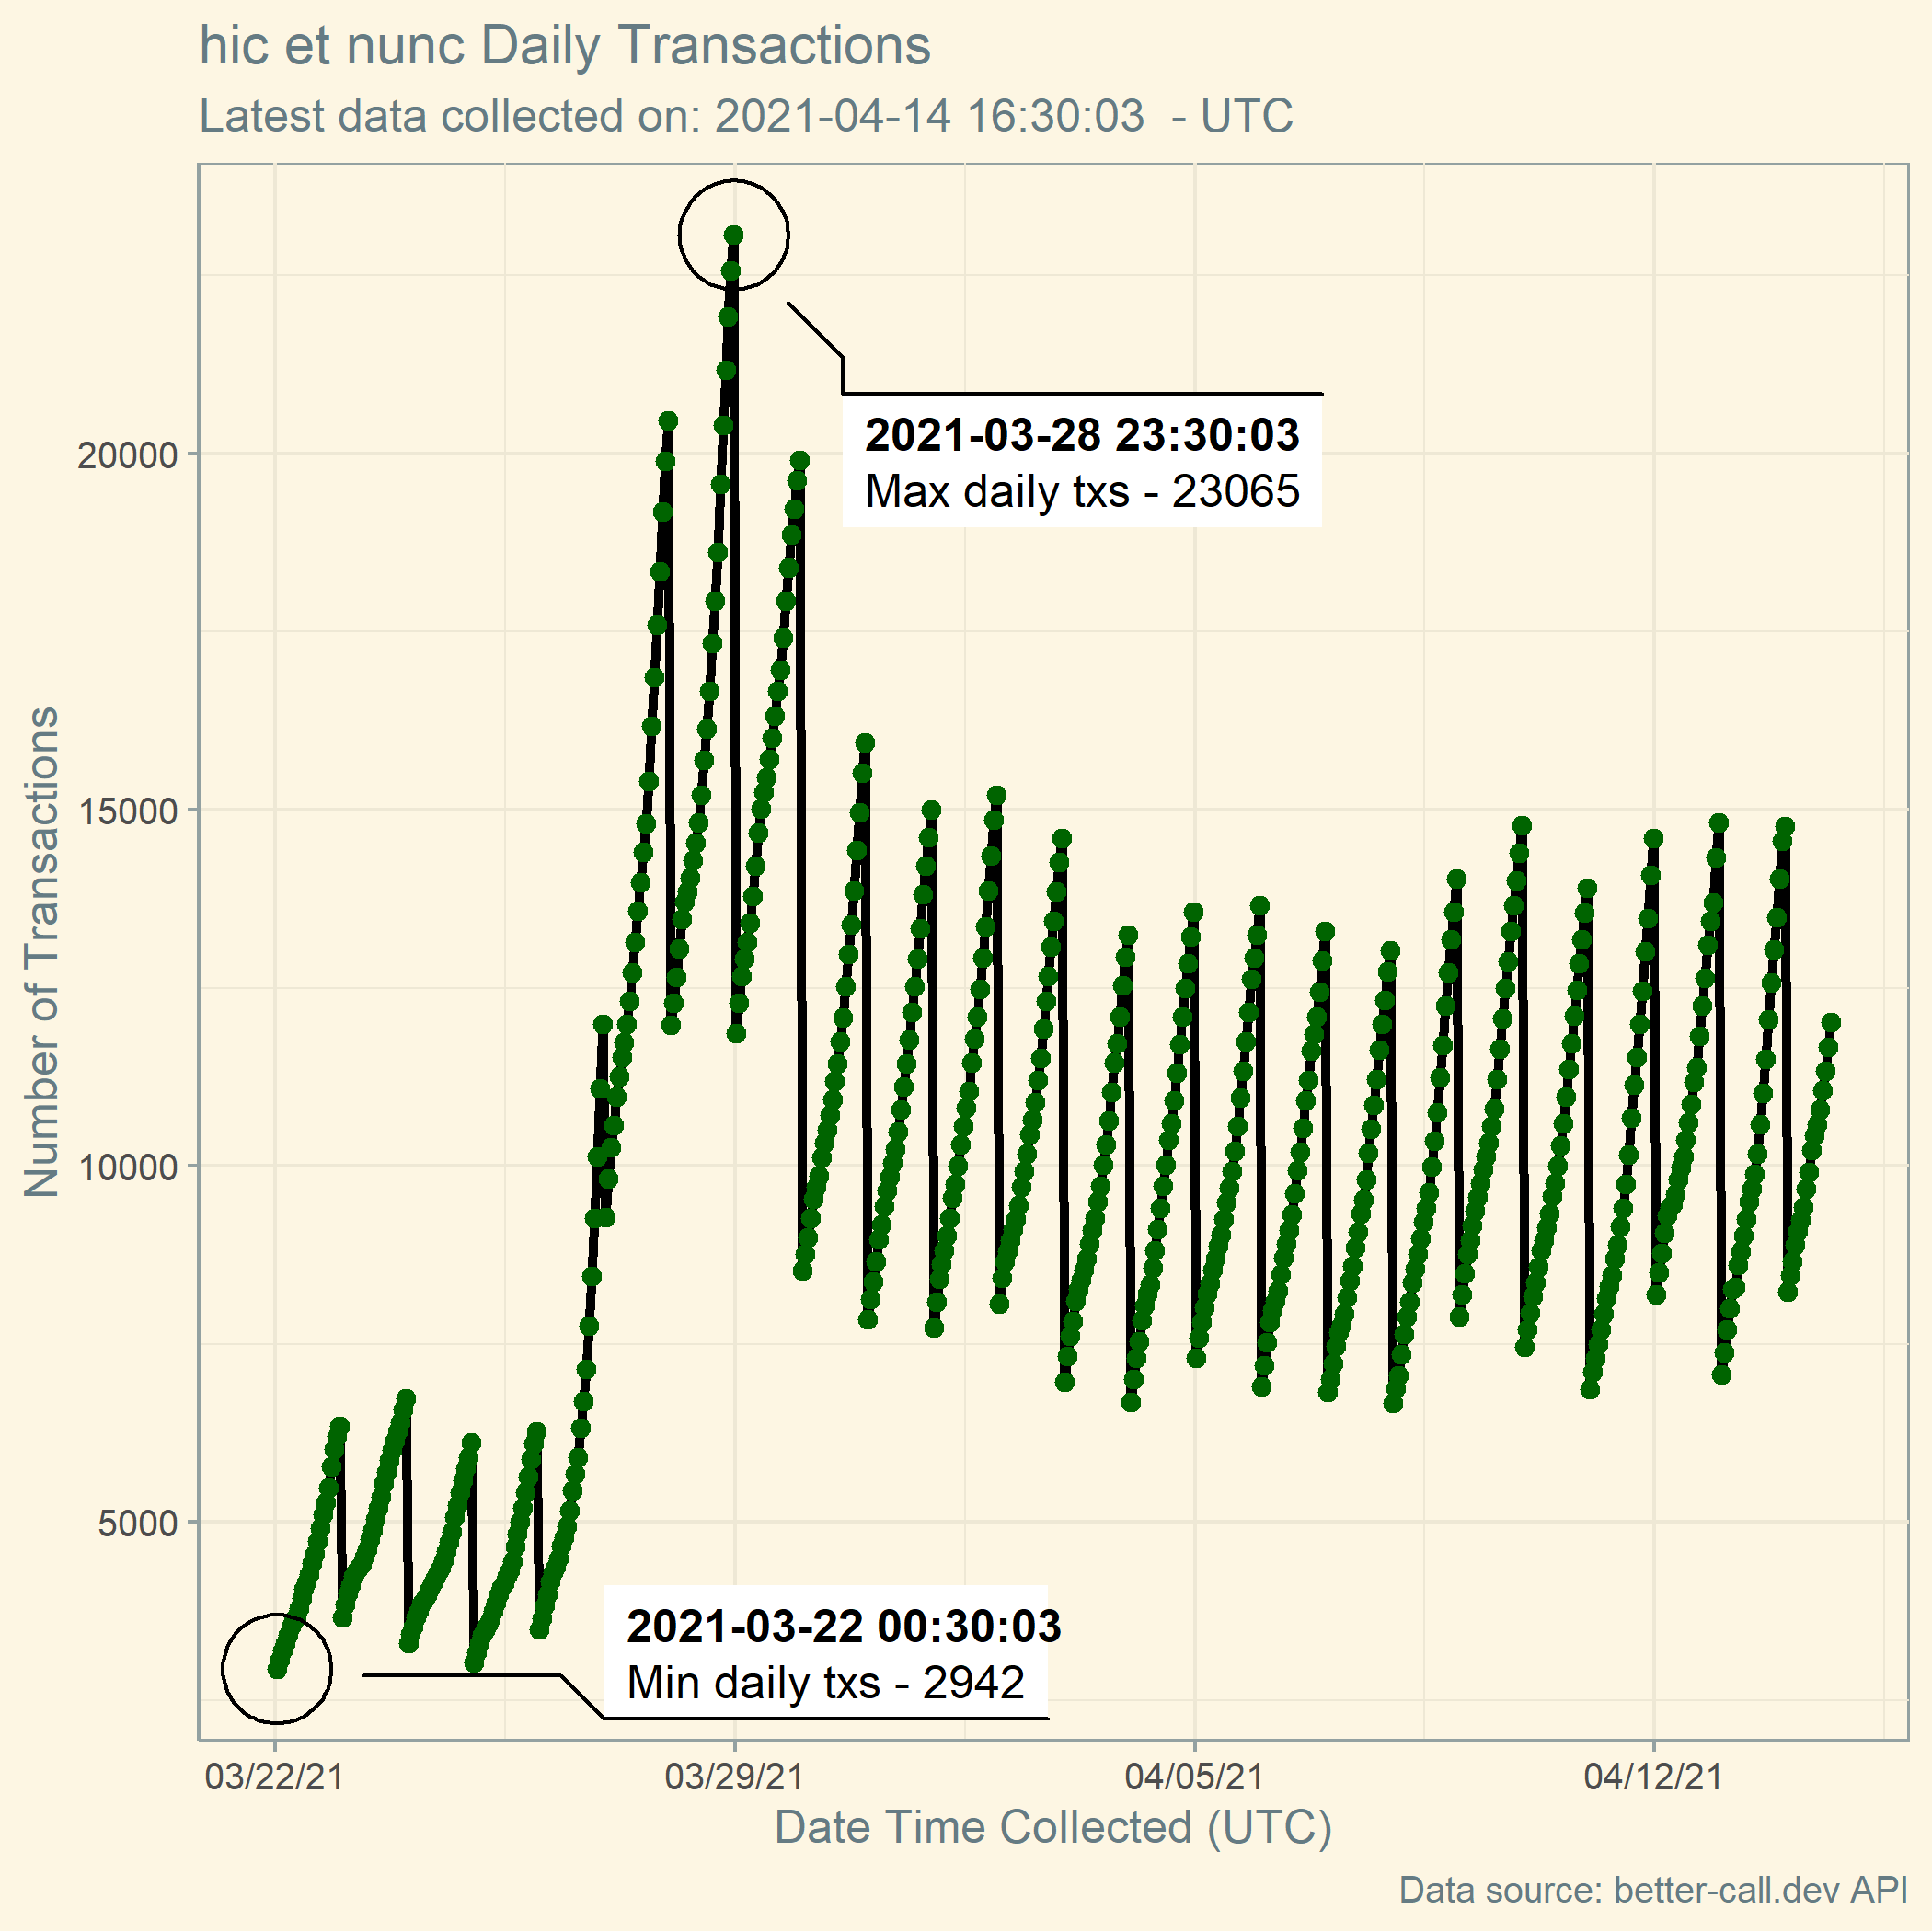 hic et nunc Daily Transactions
Latest data collected on: 2021-04-14 16:30:03  - UTC
Number of Transactions
20000
15000
10000
5000
2021-03-28 23:30:03
Max daily txs - 23065
2021-03-22 00:30:03
Min daily txs - 2942
03/22/21
03/29/21
04/05/21
04/12/21
Date Time Collected (UTC)
Data source: better-call.dev API